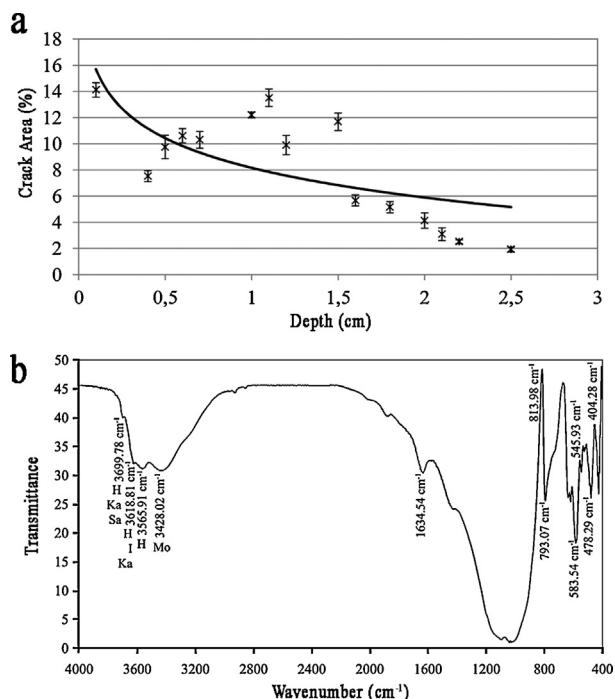 a
Crack Area (%)
18
16
14
12
10
8
6
4
2
0
0 0,5 1 1,5 2 2,5 3
Depth (cm)
b
Transmittance
50
45
40
35
30
25
20
15
10
5
0
3699.78 cm-1
H
Ka
Sa
3618.81 cm-1
H
I
Ka
3565.91 cm-1
H
3428.02 cm-1
Mo
1634.54 cm-1
813.98 cm-1
793.07 cm-1
583.54 cm-1
545.93 cm-1
478.29 cm-1
404.28 cm-1
4000 3600 3200 2800 2400 2000 1600 1200 800 400
Wavenumber (cm-1)